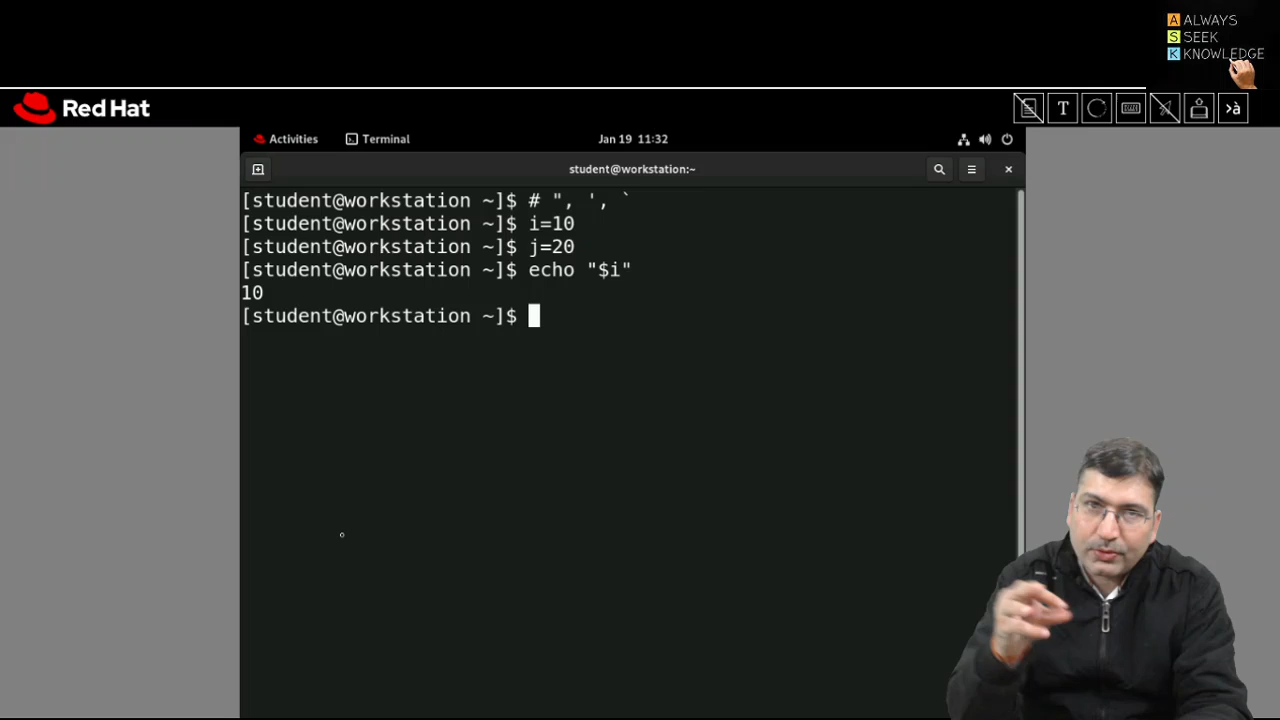 A ALWAYS
S SEEK
K KNOWLEDGE
Red Hat
T
>à
Activities Terminal Jan 19 11:32
student@workstation:~
[student@workstation ~]$ # ", ', `
[student@workstation ~]$ i=10
[student@workstation ~]$ j=20
[student@workstation ~]$ echo "$i"
10
[student@workstation ~]$